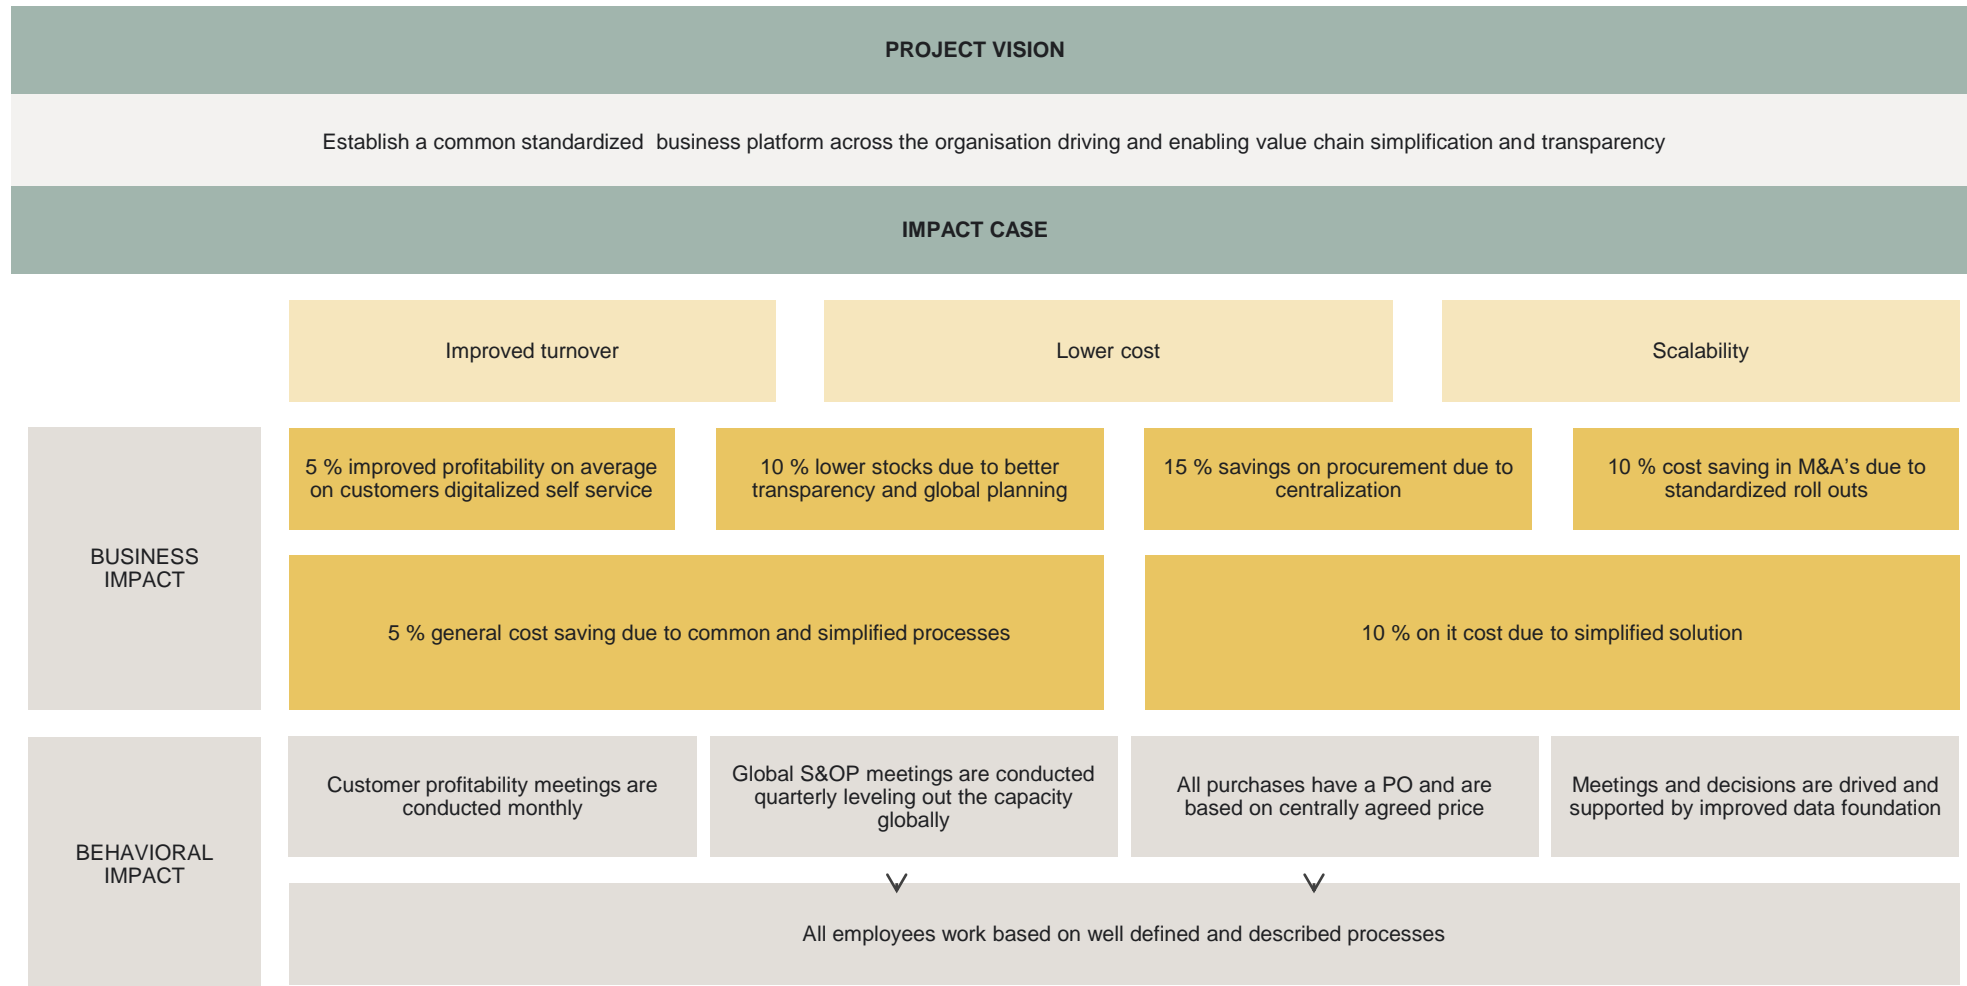 PROJECT VISION
Establish a common standardized  business platform across the organisation driving and enabling value chain simplification and transparency
IMPACT CASE
Improved turnover
Lower cost
Scalability
BUSINESS
IMPACT
5 % improved profitability on average
on customers digitalized self service
10 % lower stocks due to better
transparency and global planning
15 % savings on procurement due to
centralization
10 % cost saving in M&A’s due to
standardized roll outs
5 % general cost saving due to common and simplified processes
10 % on it cost due to simplified solution
BEHAVIORAL
IMPACT
Customer profitability meetings are
conducted monthly
Global S&OP meetings are conducted
quarterly leveling out the capacity
globally
All purchases have a PO and are
based on centrally agreed price
Meetings and decisions are drived and
supported by improved data foundation
All employees work based on well defined and described processes